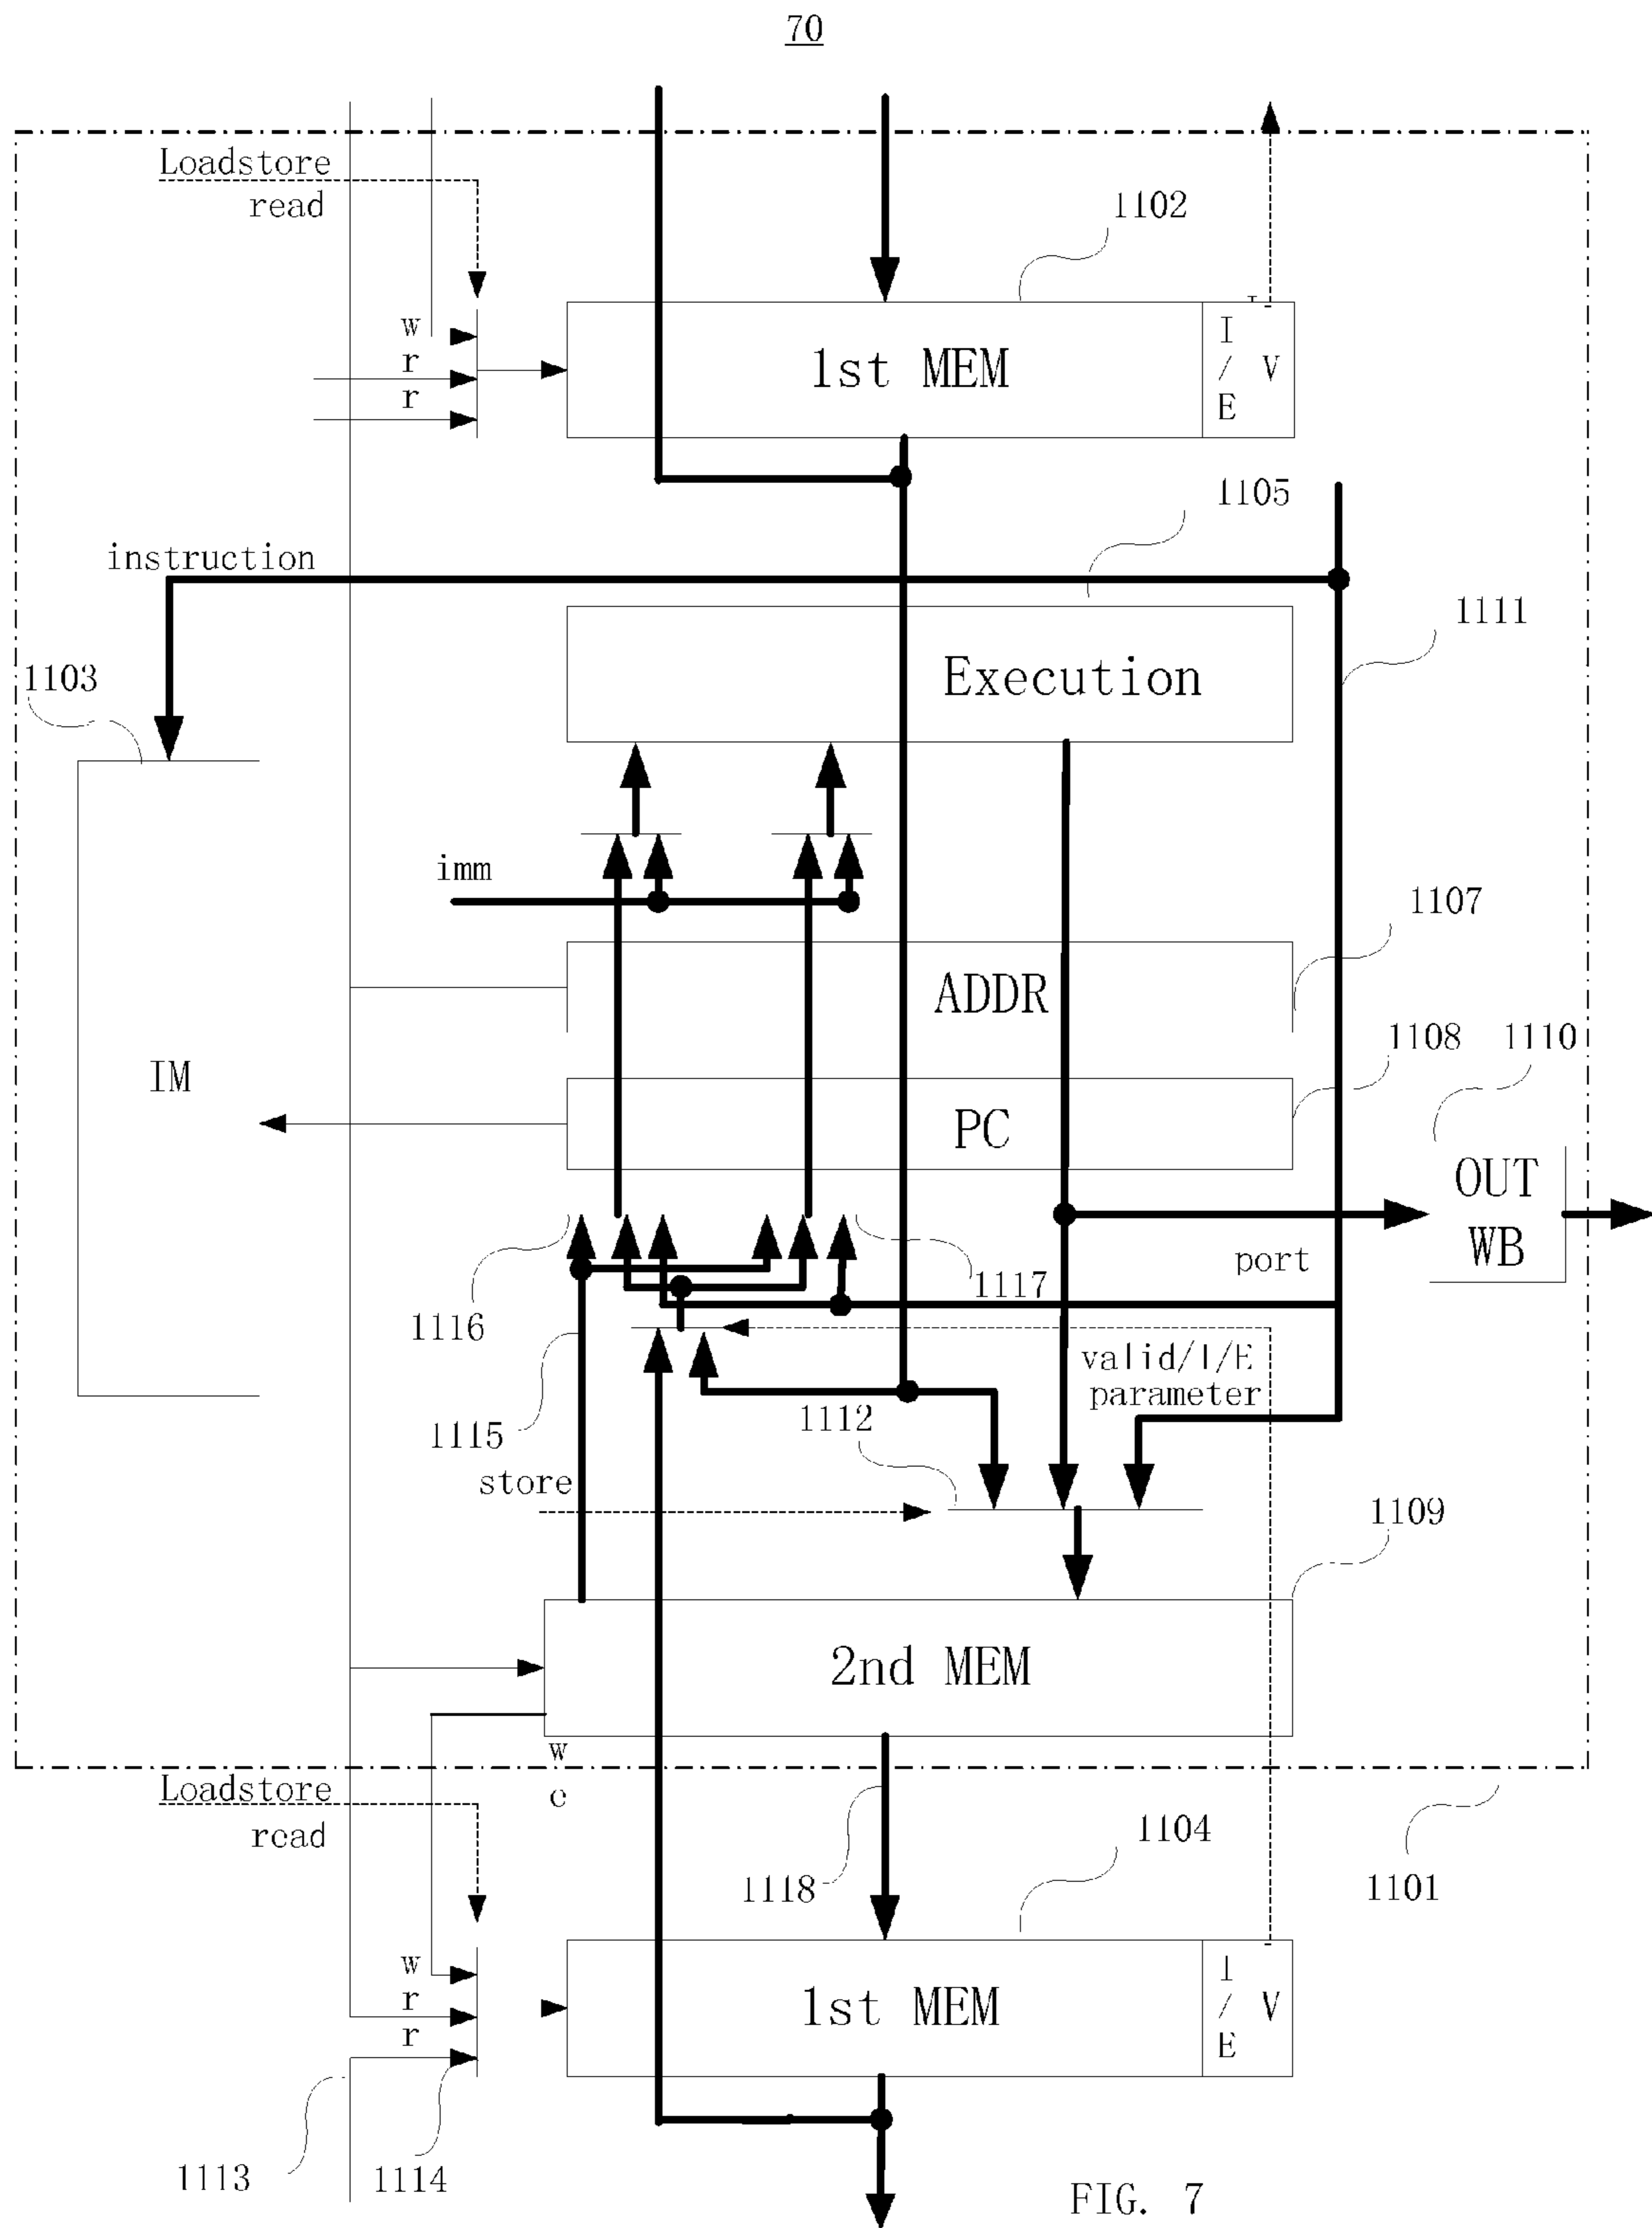 70
Loadstore
read
1102
w
r
r
1st MEM
I
/
E
V
1105
instruction
1111
1103
Execution
imm
1107
ADDR
1108
1110
IM
PC
OUT
WB
port
1116
1117
valid/I/E
parameter
1115
1112
store
1109
2nd MEM
w
c
Loadstore
read
1104
1118
1101
w
r
r
1st MEM
I
/
E
V
1113
1114
FIG. 7